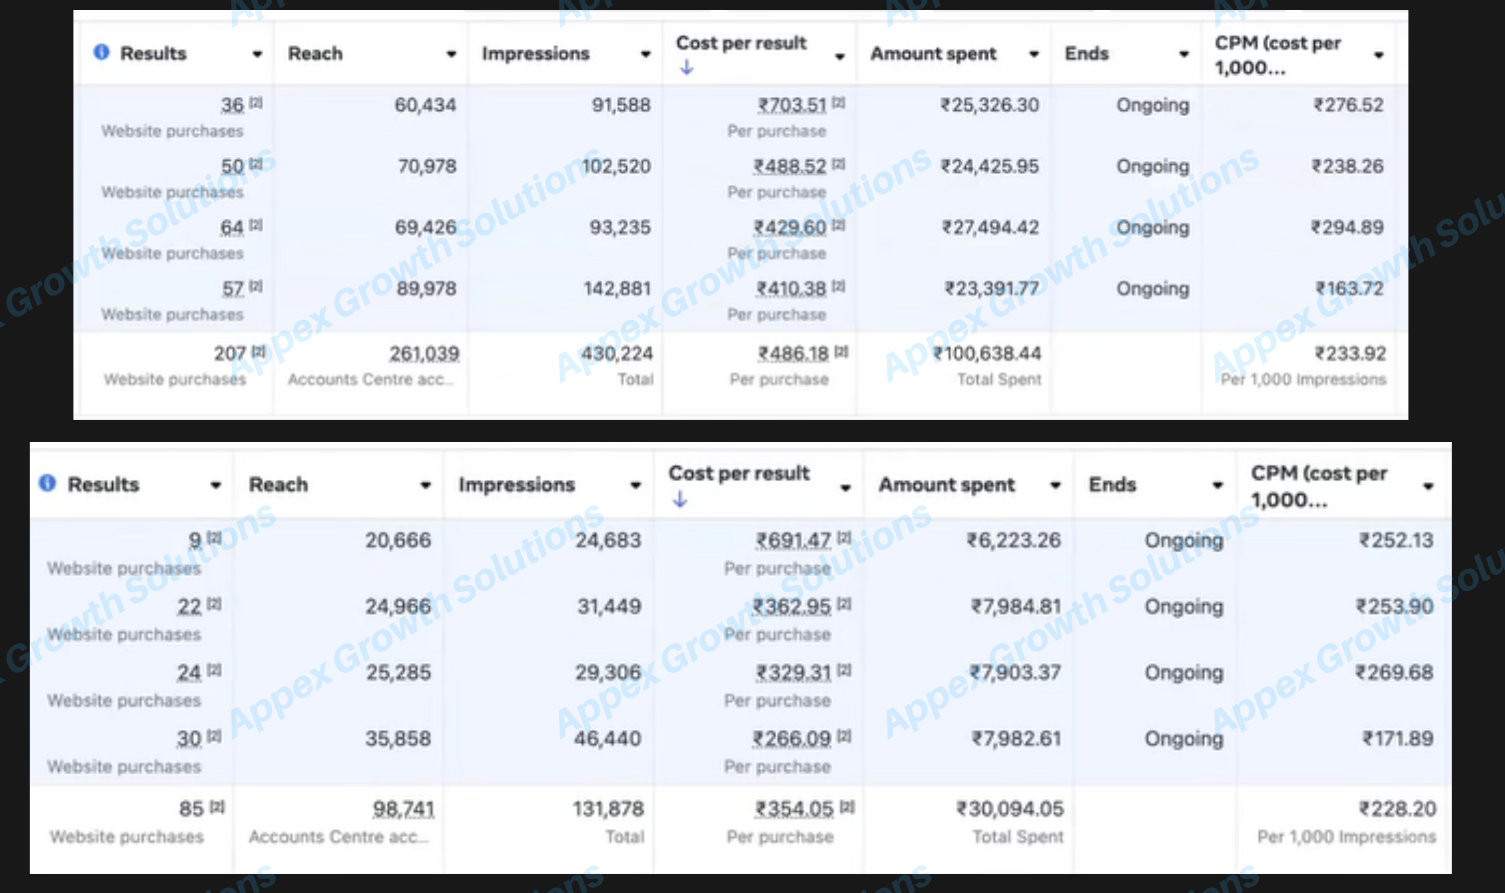 Results Reach Impressions Cost per result ↓ Amount spent Ends CPM (cost per 1,000...
36 [2] 60,434 91,588 ₹703.51 [2] ₹25,326.30 Ongoing ₹276.52
Website purchases Per purchase
50 [2] 70,978 102,520 ₹488.52 [2] ₹24,425.95 Ongoing ₹238.26
Website purchases Per purchase
64 [2] 69,426 93,235 ₹429.60 [2] ₹27,494.42 Ongoing ₹294.89
Website purchases Per purchase
57 [2] 89,978 142,881 ₹410.38 [2] ₹23,391.77 Ongoing ₹163.72
Website purchases Per purchase
207 [2] 261,039 430,224 ₹486.18 [2] ₹100,638.44 ₹233.92
Website purchases Accounts Centre acc... Total Per purchase Total Spent Per 1,000 Impressions
Results Reach Impressions Cost per result ↓ Amount spent Ends CPM (cost per 1,000...
9 [2] 20,666 24,683 ₹691.47 [2] ₹6,223.26 Ongoing ₹252.13
Website purchases Per purchase
22 [2] 24,966 31,449 ₹362.95 [2] ₹7,984.81 Ongoing ₹253.90
Website purchases Per purchase
24 [2] 25,285 29,306 ₹329.31 [2] ₹7,903.37 Ongoing ₹269.68
Website purchases Per purchase
30 [2] 35,858 46,440 ₹266.09 [2] ₹7,982.61 Ongoing ₹171.89
Website purchases Per purchase
85 [2] 98,741 131,878 ₹354.05 [2] ₹30,094.05 ₹228.20
Website purchases Accounts Centre acc... Total Per purchase Total Spent Per 1,000 Impressions
Appex Growth Solutions